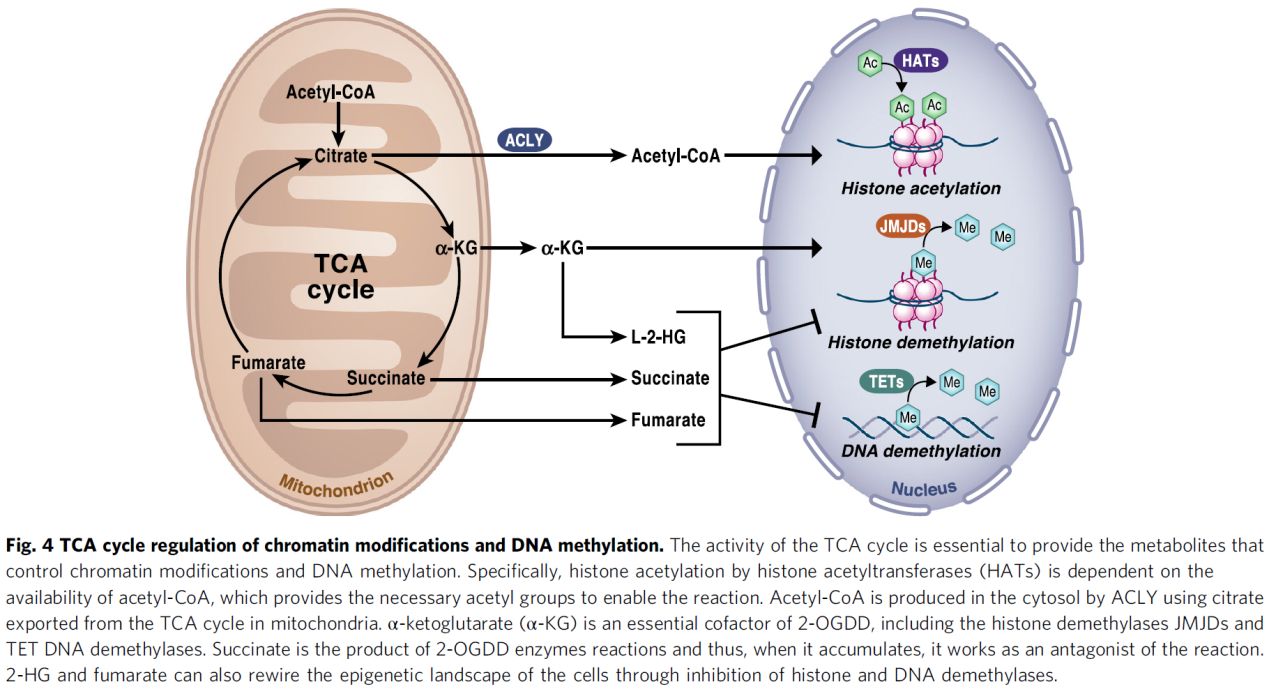 Acetyl-CoA
Citrate
ACLY
Acetyl-CoA
α-KG
α-KG
TCA
cycle
L-2-HG
Fumarate
Succinate
Succinate
Fumarate
Mitochondrion
Ac
HATs
Ac
Ac
Histone acetylation
JMJDs
Me
Me
Me
Histone demethylation
TETs
Me
Me
Me
DNA demethylation
Nucleus
Fig. 4 TCA cycle regulation of chromatin modifications and DNA methylation. The activity of the TCA cycle is essential to provide the metabolites that
control chromatin modifications and DNA methylation. Specifically, histone acetylation by histone acetyltransferases (HATs) is dependent on the
availability of acetyl-CoA, which provides the necessary acetyl groups to enable the reaction. Acetyl-CoA is produced in the cytosol by ACLY using citrate
exported from the TCA cycle in mitochondria. α-ketoglutarate (α-KG) is an essential cofactor of 2-OGDD, including the histone demethylases JMJDs and
TET DNA demethylases. Succinate is the product of 2-OGDD enzymes reactions and thus, when it accumulates, it works as an antagonist of the reaction.
2-HG and fumarate can also rewire the epigenetic landscape of the cells through inhibition of histone and DNA demethylases.